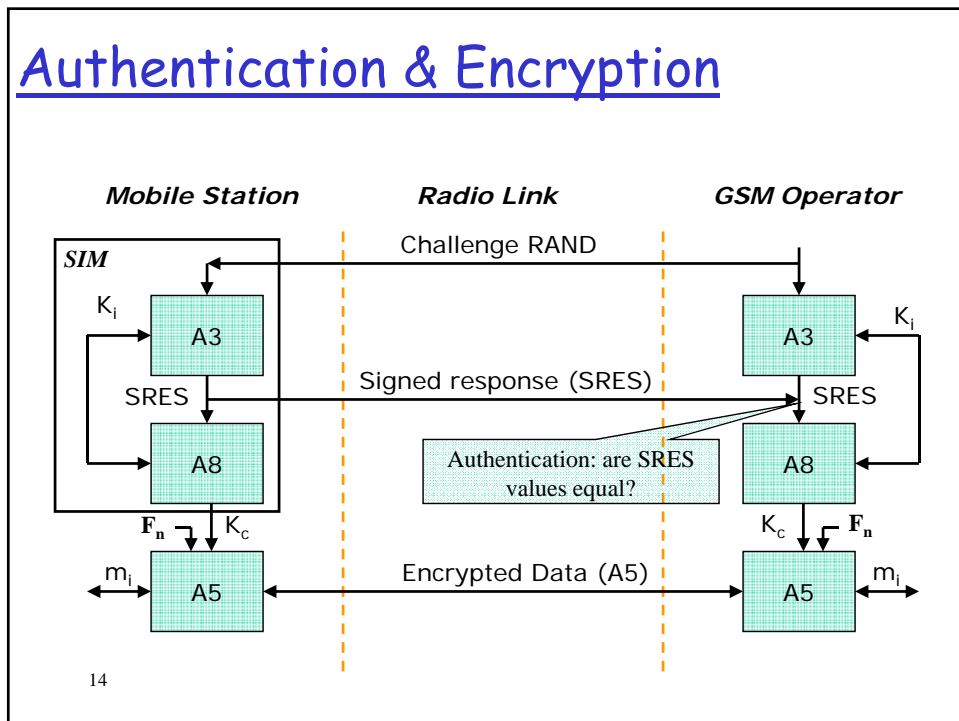 Authentication & Encryption
Mobile Station
Radio Link
GSM Operator
Challenge RAND
SIM
Ki
A3
A3
Ki
Signed response (SRES)
SRES
SRES
A8
Authentication: are SRES
values equal?
A8
Fn
Kc
Kc
Fn
mi
A5
Encrypted Data (A5)
A5
mi
14